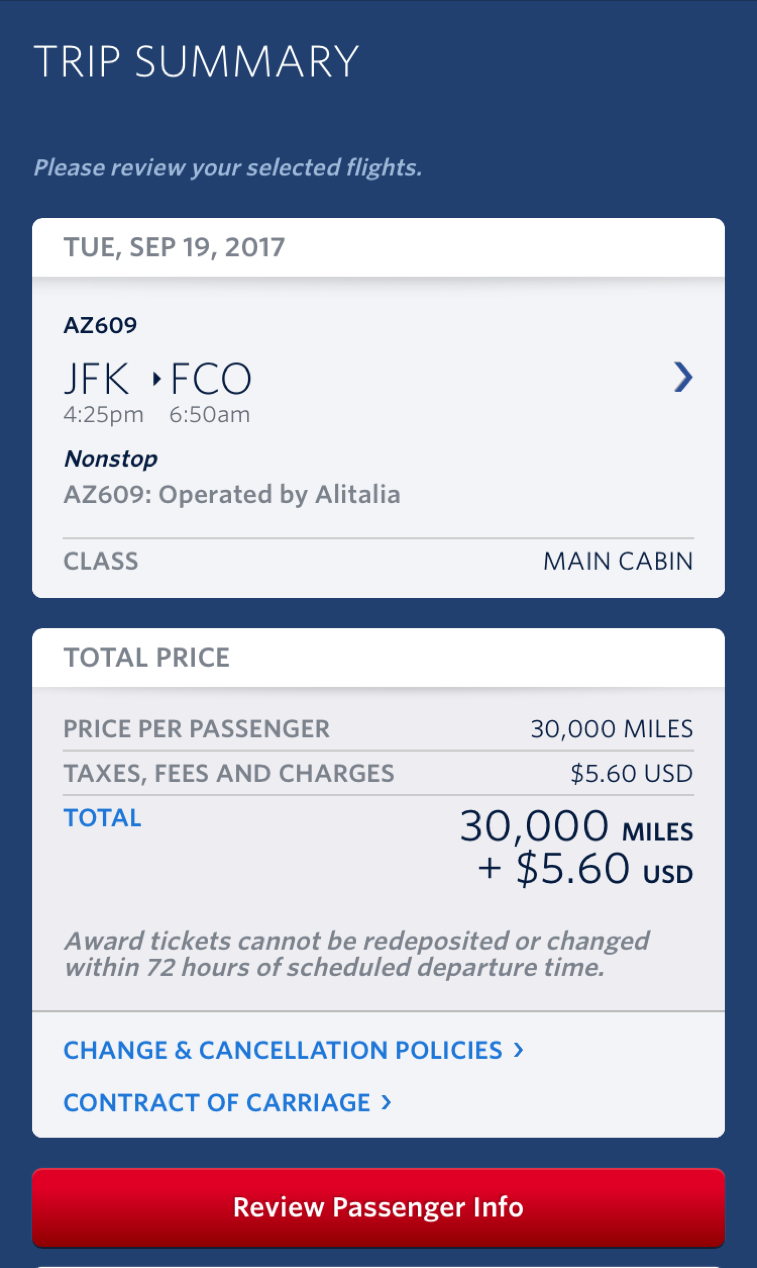 TRIP SUMMARY
Please review your selected flights.
TUE, SEP 19, 2017
AZ609
JFK FCO
4:25pm 6:50am
Nonstop
AZ609: Operated by Alitalia
CLASS MAIN CABIN
TOTAL PRICE
PRICE PER PASSENGER 30,000 MILES
TAXES, FEES AND CHARGES $5.60 USD
TOTAL 30,000 MILES
+ $5.60 USD
Award tickets cannot be redeposited or changed
within 72 hours of scheduled departure time.
CHANGE & CANCELLATION POLICIES
CONTRACT OF CARRIAGE
Review Passenger Info